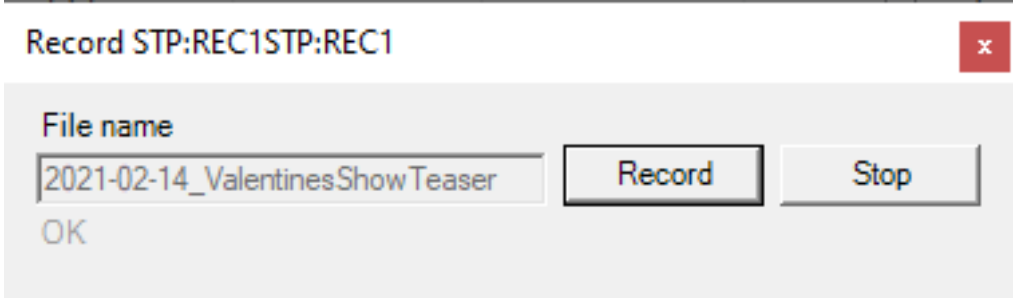 Record STP:REC1STP:REC1
x
File name
2021-02-14_ValentinesShowTeaser
Record
Stop
OK